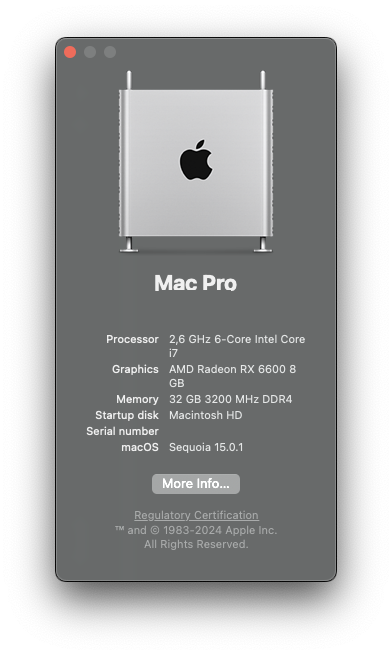 Mac Pro
Processor 2,6 GHz 6-Core Intel Core
i7
Graphics AMD Radeon RX 6600 8
GB
Memory 32 GB 3200 MHz DDR4
Startup disk Macintosh HD
Serial number
macOS Sequoia 15.0.1
More Info...
Regulatory Certification
™ and © 1983-2024 Apple Inc.
All Rights Reserved.